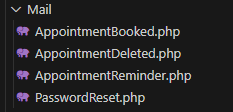 Mail
AppointmentBooked.php
AppointmentDeleted.php
AppointmentReminder.php
PasswordReset.php